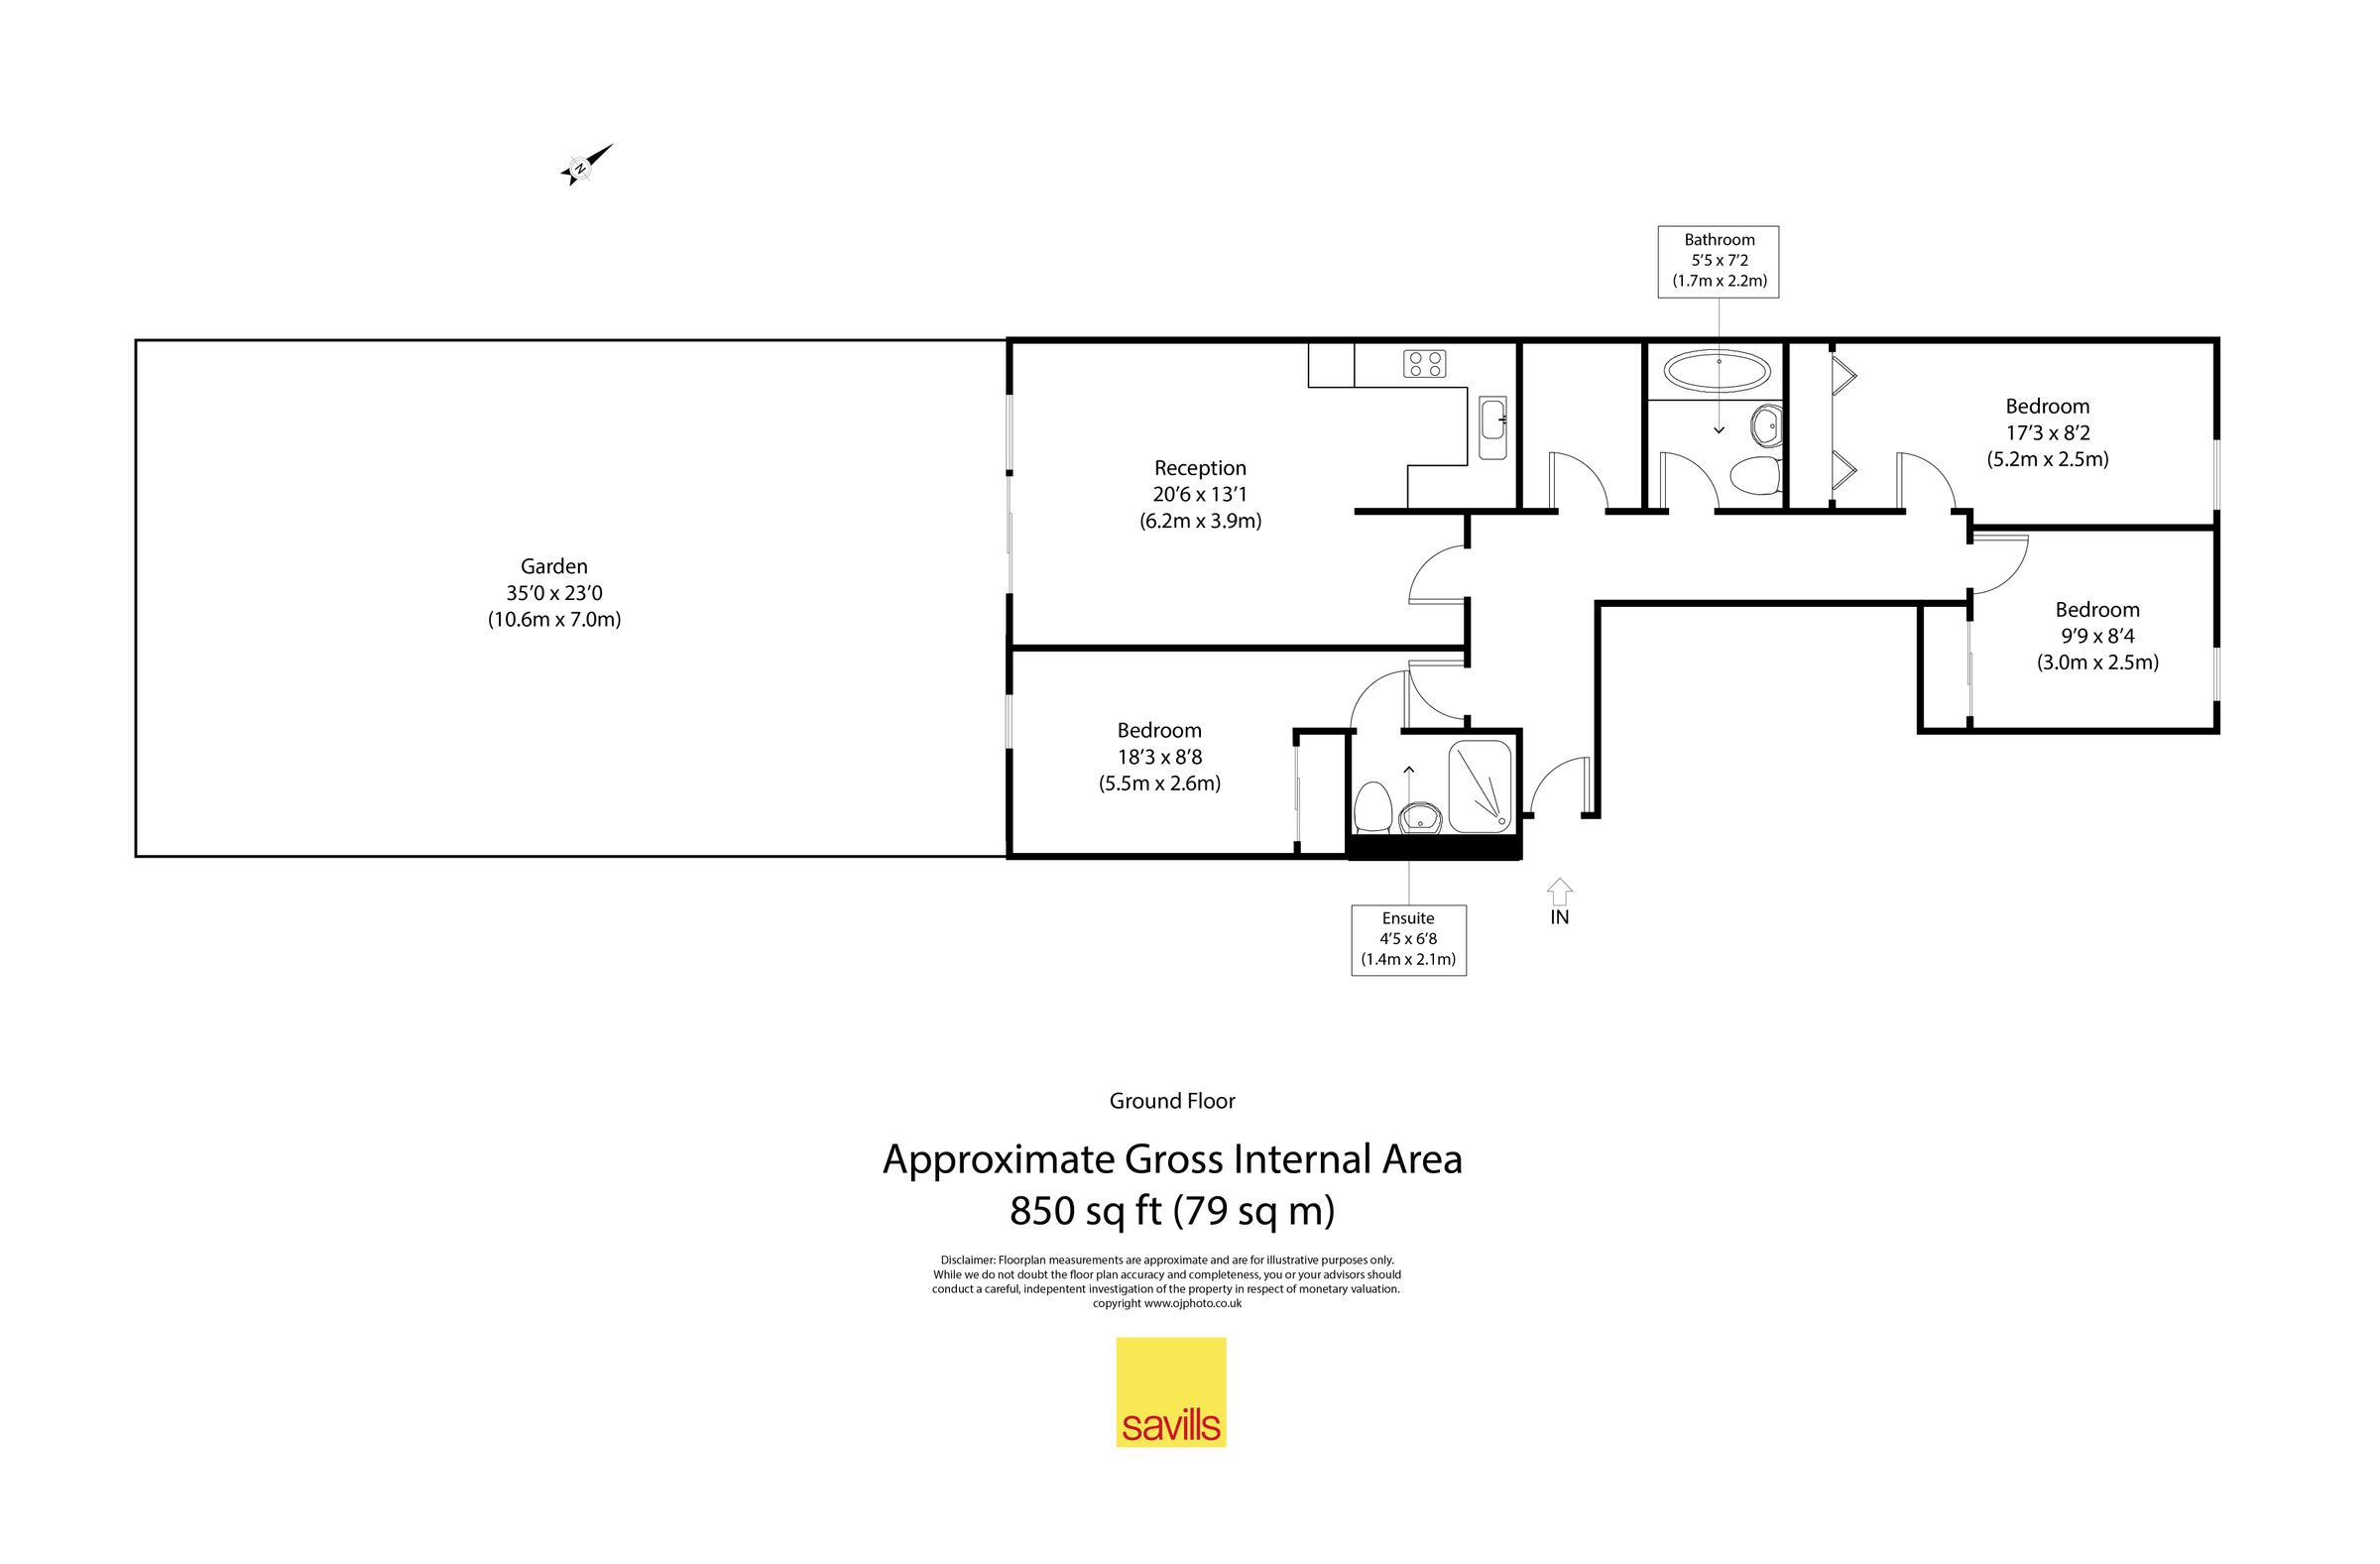 N
Bathroom
5'5 x 7'2
(1.7m x 2.2m)
Bedroom
17'3 x 8'2
(5.2m x 2.5m)
Reception
20'6 x 13'1
(6.2m x 3.9m)
Garden
35'0 x 23'0
(10.6m x 7.0m)
Bedroom
9'9 x 8'4
(3.0m x 2.5m)
Bedroom
18'3 x 8'8
(5.5m x 2.6m)
Ensuite
4'5 x 6'8
(1.4m x 2.1m)
IN
Ground Floor
Approximate Gross Internal Area
850 sq ft (79 sq m)
Disclaimer: Floorplan measurements are approximate and are for illustrative purposes only.
While we do not doubt the floor plan accuracy and completeness, you or your advisors should
conduct a careful, indepentent investigation of the property in respect of monetary valuation.
copyright www.ojphoto.co.uk
savills